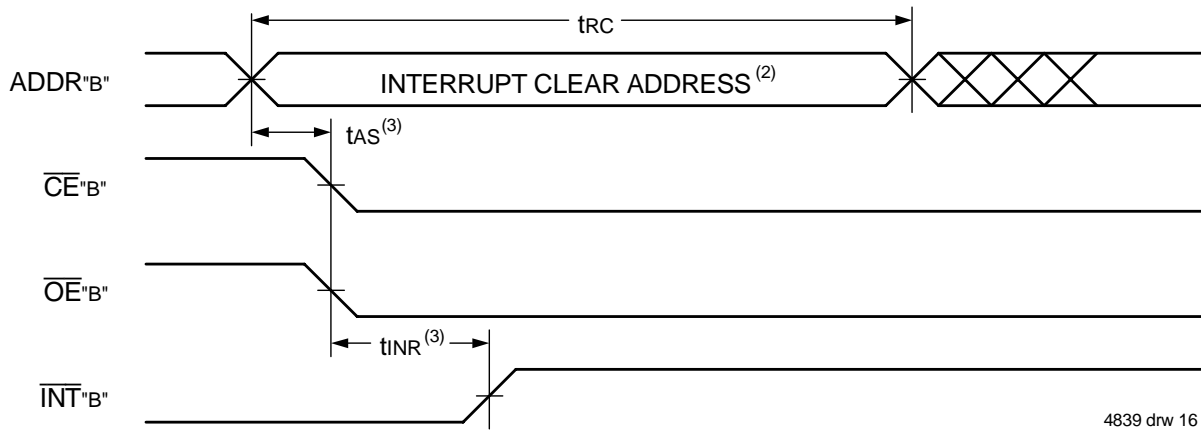 tRC
ADDR"B"
INTERRUPT CLEAR ADDRESS (2)
tAS(3)
CE"B"
OE"B"
tINR(3)
INT"B"
4839 drw 16